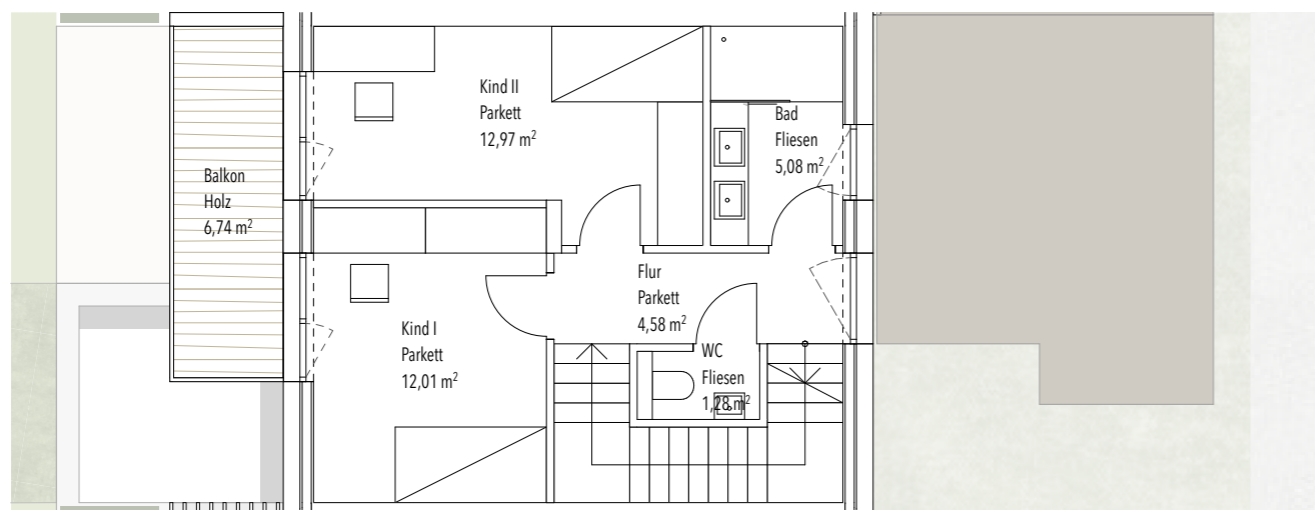 Kind II
Parkett
12,97 m²
Bad
Fliesen
5,08 m²
Balkon
Holz
6,74 m²
Flur
Parkett
4,58 m²
Kind I
Parkett
12,01 m²
WC
Fliesen
1,28 m²